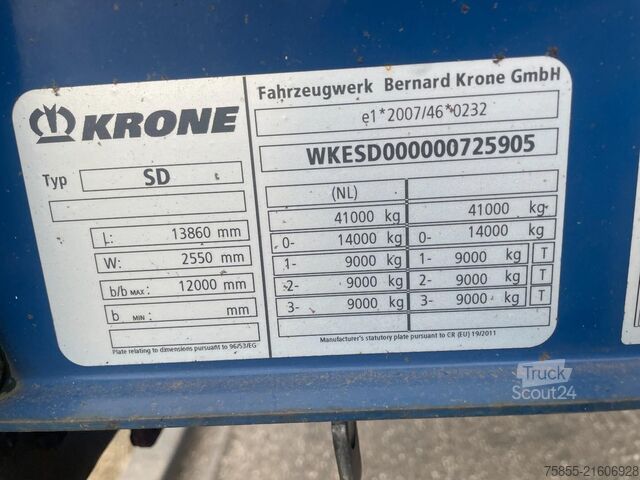 KRONE
Typ SD
L: 13860 mm
W: 2550 mm
b/b MAX: 12000 mm
b MIN: mm
Plate relating to dimensions pursuant to 96/53/EG
Fahrzeugwerk Bernard Krone GmbH
e1*2007/46*0232
WKESD000000725905
(NL)
41000 kg 41000 kg
0- 14000 kg 0- 14000 kg
1- 9000 kg 1- 9000 kg T
2- 9000 kg 2- 9000 kg T
3- 9000 kg 3- 9000 kg T
Manufacturer's statutory plate pursuant to CR (EU) 19/2011
Truck
Scout24
75855-21606928